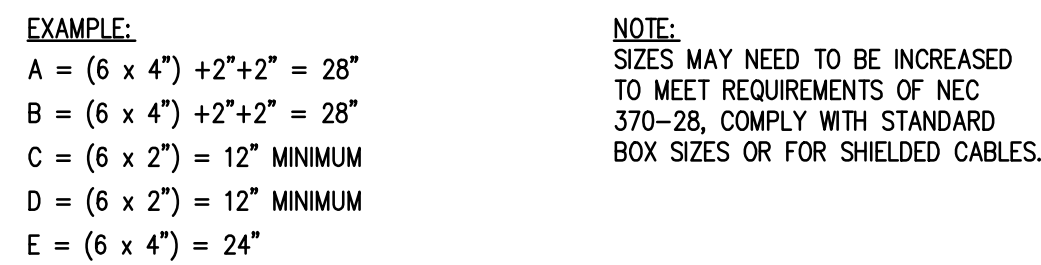 EXAMPLE:
A = (6 x 4") +2"+2" = 28"
B = (6 x 4") +2"+2" = 28"
C = (6 x 2") = 12" MINIMUM
D = (6 x 2") = 12" MINIMUM
E = (6 x 4") = 24"
NOTE:
SIZES MAY NEED TO BE INCREASED
TO MEET REQUIREMENTS OF NEC
370-28, COMPLY WITH STANDARD
BOX SIZES OR FOR SHIELDED CABLES.